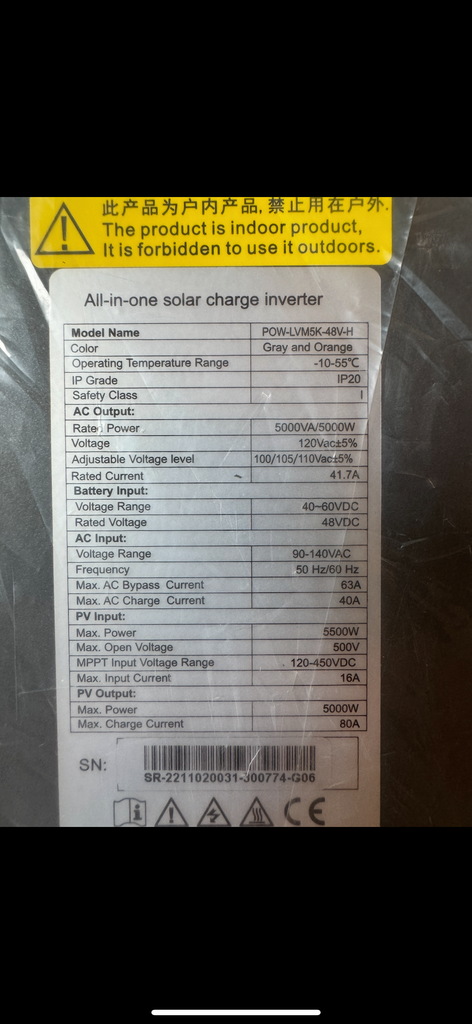 此产品为户内产品,禁止用在户外.
The product is indoor product,
It is forbidden to use it outdoors.
All-in-one solar charge inverter
Model Name POW-LVM5K-48V-H
Color Gray and Orange
Operating Temperature Range -10-55℃
IP Grade IP20
Safety Class I
AC Output:
Rated Power 5000VA/5000W
Voltage 120Vac±5%
Adjustable Voltage level 100/105/110Vac±5%
Rated Current 41.7A
Battery Input:
Voltage Range 40~60VDC
Rated Voltage 48VDC
AC Input:
Voltage Range 90-140VAC
Frequency 50 Hz/60 Hz
Max. AC Bypass Current 63A
Max. AC Charge Current 40A
PV Input:
Max. Power 5500W
Max. Open Voltage 500V
MPPT Input Voltage Range 120-450VDC
Max. Input Current 16A
PV Output:
Max. Power 5000W
Max. Charge Current 80A
SN:
SR-2211020031-300774-G06
CE